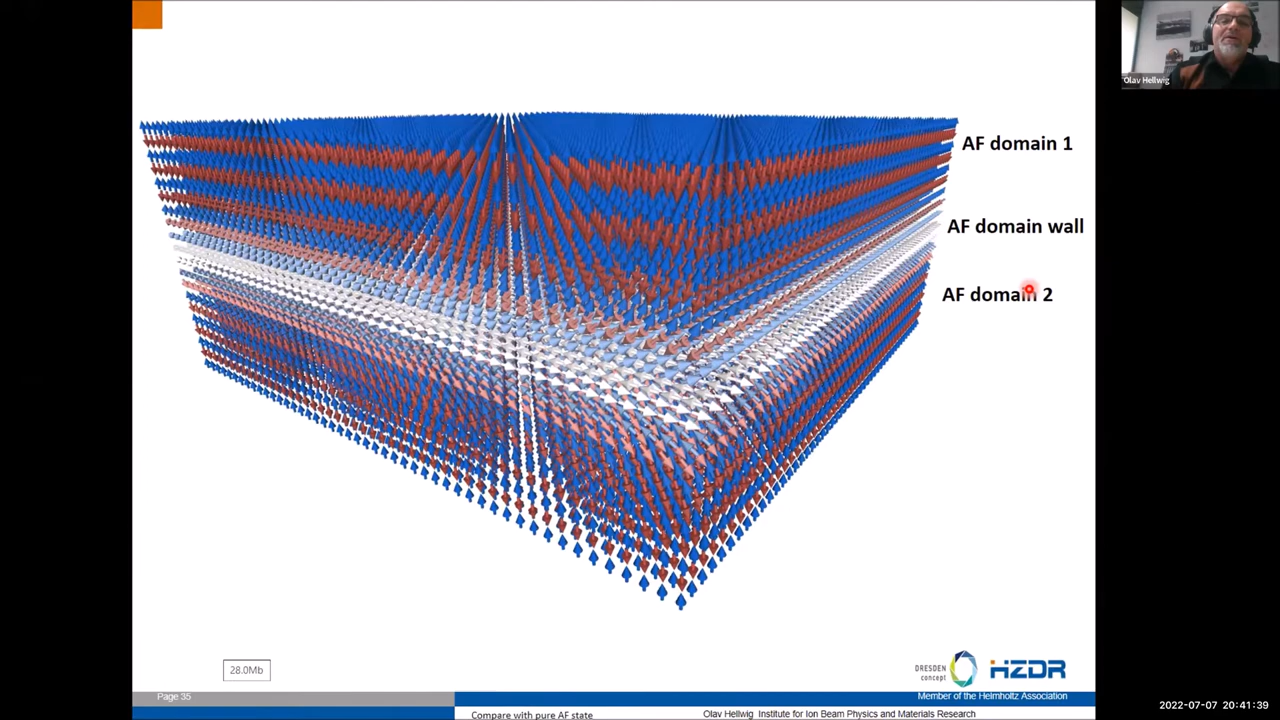 Olav Hellwig
AF domain 1
AF domain wall
AF domain 2
28.0Mb
DRESDEN
concept
HZDR
Page 35
Member of the Helmholtz Association
Compare with pure AF state
Olav Hellwig Institute for Ion Beam Physics and Materials Research
2022-07-07 20:41:39